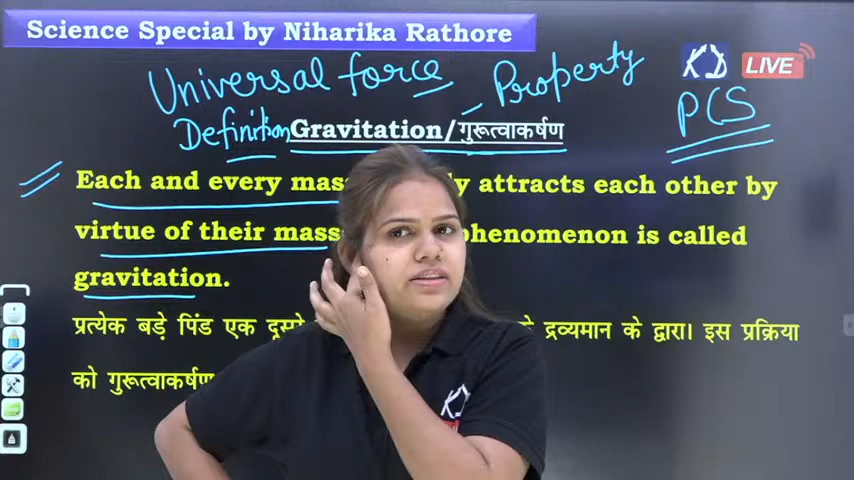 Science Special by Niharika Rathore
Universal force – Property
KD LIVE
PCS
Definition Gravitation/गुरूत्वाकर्षण
Each and every attracts each other by
virtue of their mass phenomenon is called
gravitation.
प्रत्येक बड़े पिंड एक दूसरे द्रव्यमान के द्वारा। इस प्रक्रिया
को गुरूत्वाकर्षण
KD